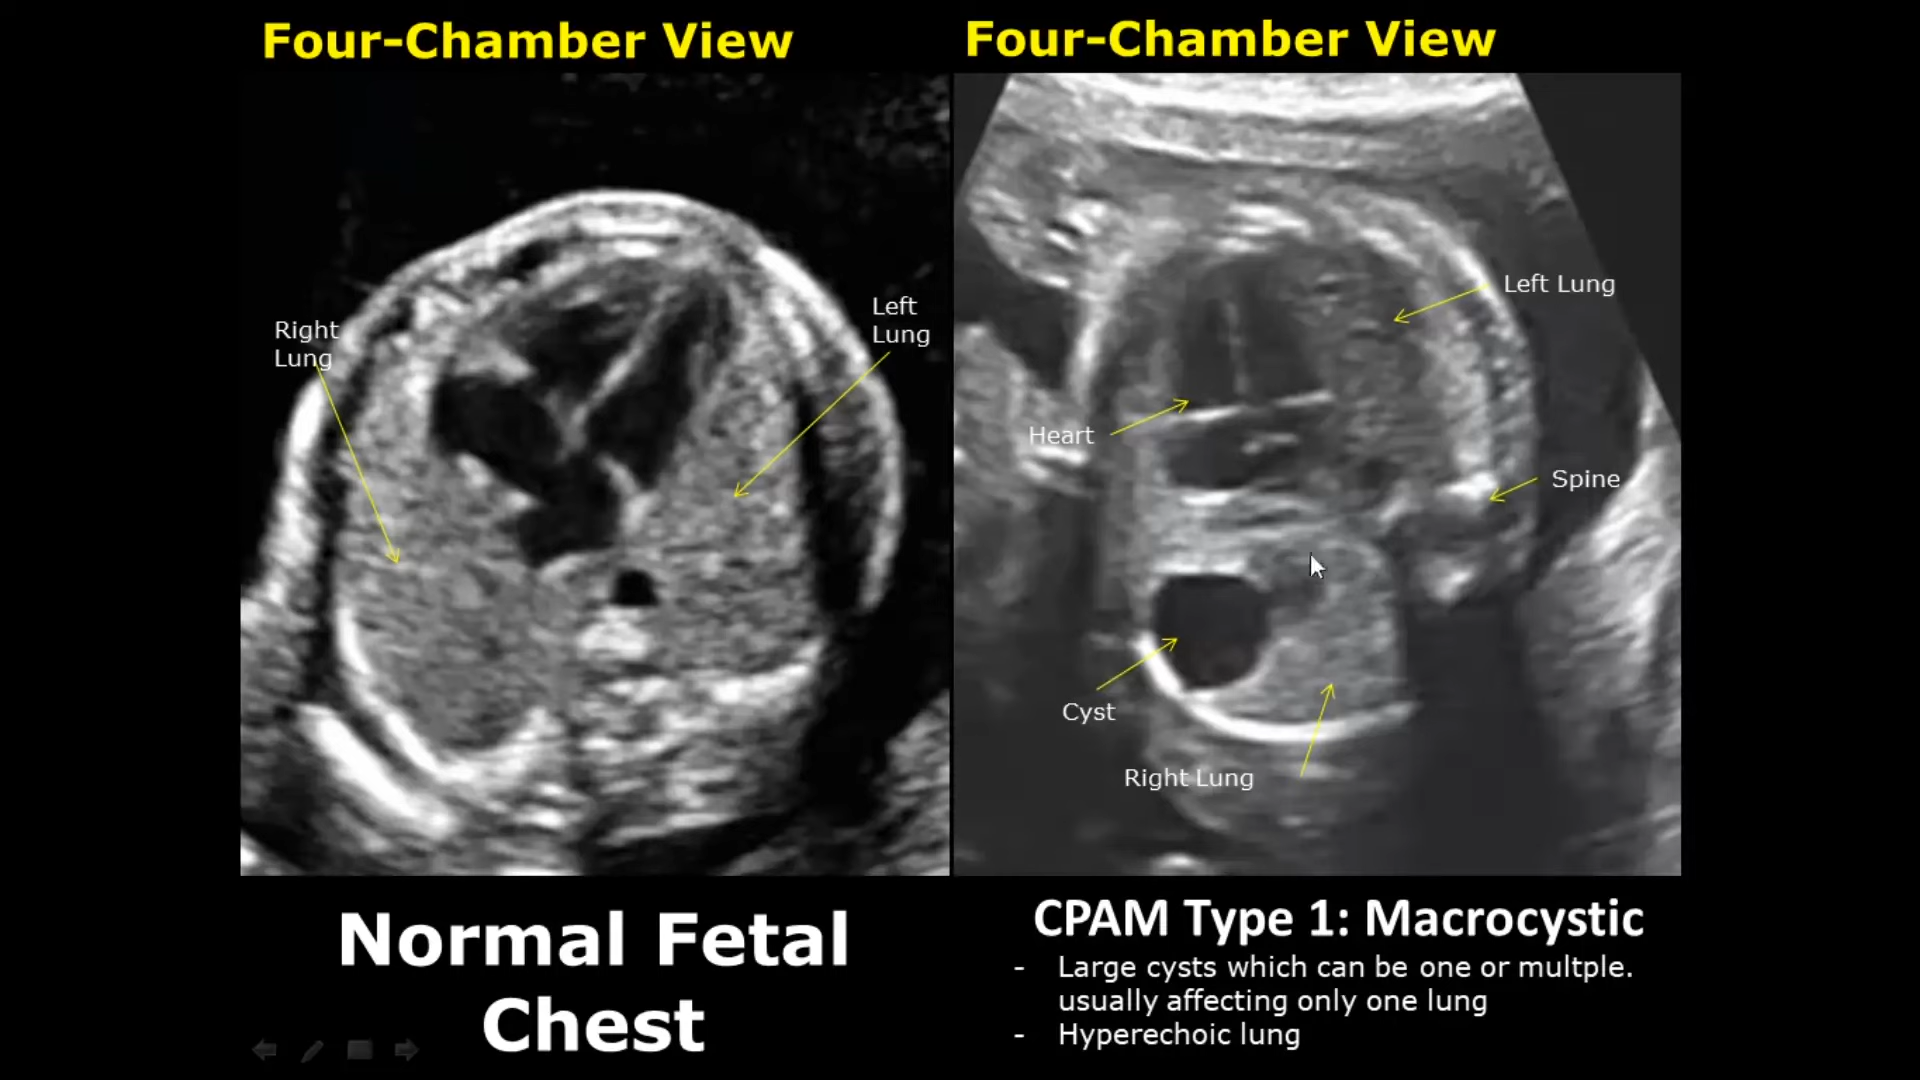 Four-Chamber View
Four-Chamber View
Right
Lung
Left
Lung
Left Lung
Heart
Spine
Cyst
Right Lung
Normal Fetal
Chest
CPAM Type 1: Macrocystic
- Large cysts which can be one or multple.
usually affecting only one lung
- Hyperechoic lung